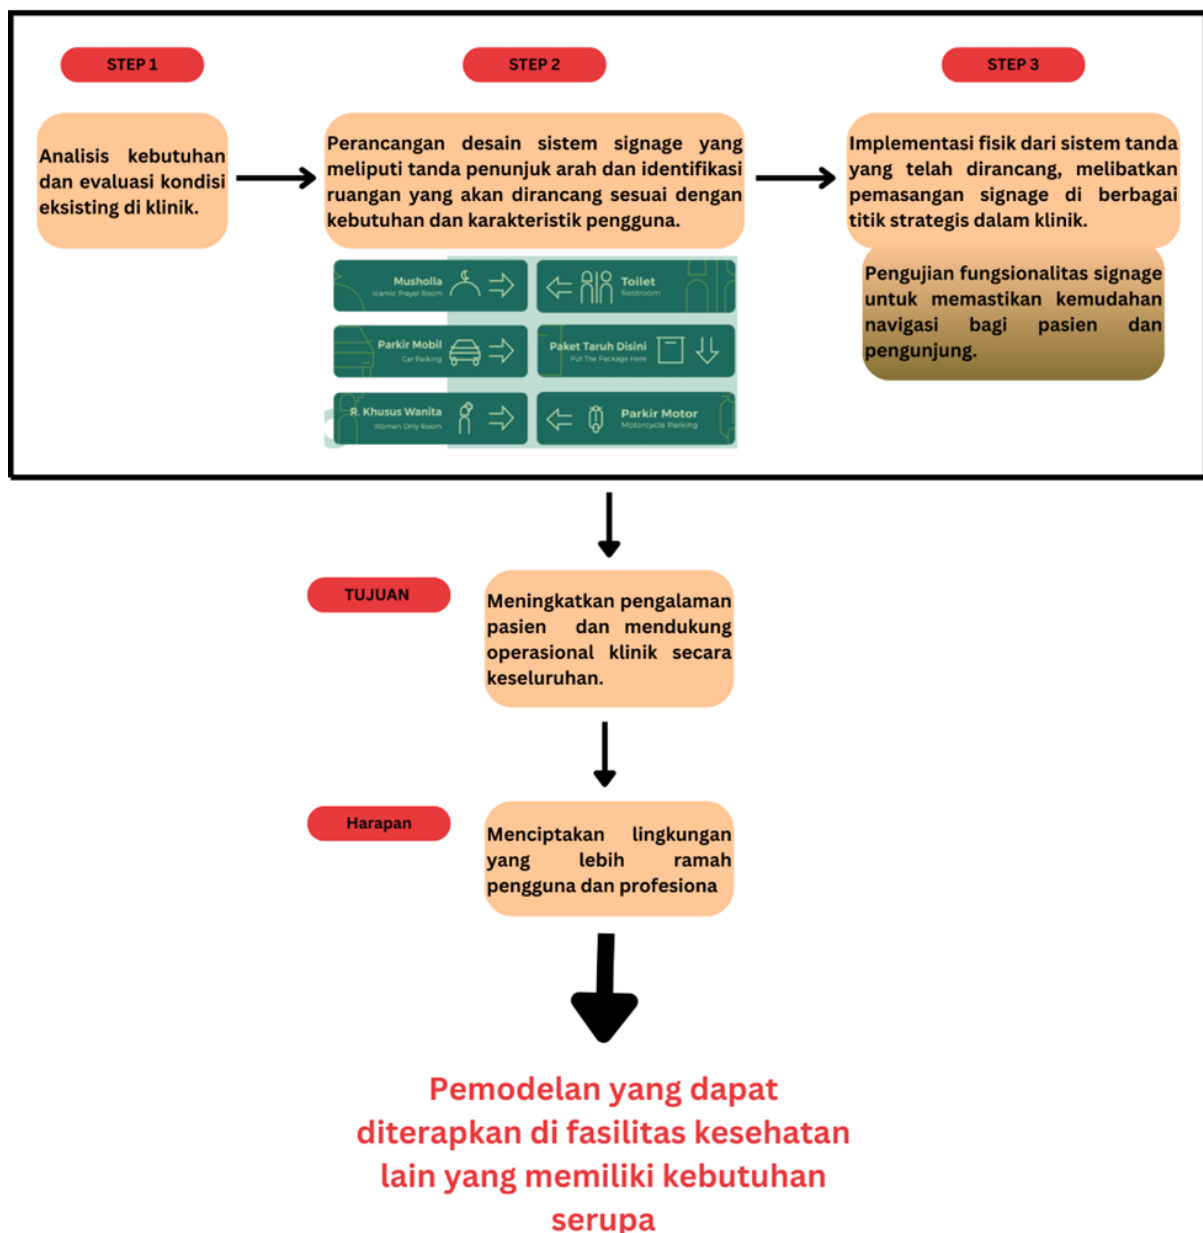 STEP 1
Analisis kebutuhan
dan evaluasi kondisi
eksisting di klinik.
STEP 2
Perancangan desain sistem signage yang
meliputi tanda penunjuk arah dan identifikasi
ruangan yang akan dirancang sesuai dengan
kebutuhan dan karakteristik pengguna.
Musholla
Islamic Prayer Room
Toilet
Restroom
Parkir Mobil
Car Parking
Paket Taruh Disini
Put The Package Here
R. Khusus Wanita
Women Only Room
Parkir Motor
Motorcycle Parking
STEP 3
Implementasi fisik dari sistem tanda
yang telah dirancang, melibatkan
pemasangan signage di berbagai
titik strategis dalam klinik.
Pengujian fungsionalitas signage
untuk memastikan kemudahan
navigasi bagi pasien dan
pengunjung.
TUJUAN
Meningkatkan pengalaman
pasien dan mendukung
operasional klinik secara
keseluruhan.
Harapan
Menciptakan lingkungan
yang lebih ramah
pengguna dan profesiona
Pemodelan yang dapat
diterapkan di fasilitas kesehatan
lain yang memiliki kebutuhan
serupa